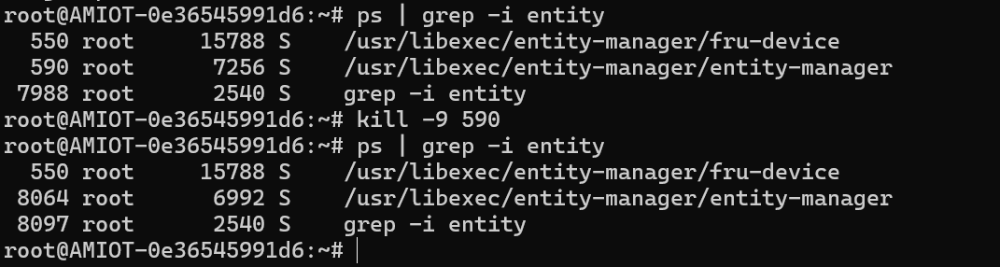 root@AMIOT-0e36545991d6:~# ps | grep -i entity
  550 root     15788 S    /usr/libexec/entity-manager/fru-device
  590 root      7256 S    /usr/libexec/entity-manager/entity-manager
 7988 root      2540 S    grep -i entity
root@AMIOT-0e36545991d6:~# kill -9 590
root@AMIOT-0e36545991d6:~# ps | grep -i entity
  550 root     15788 S    /usr/libexec/entity-manager/fru-device
 8064 root      6992 S    /usr/libexec/entity-manager/entity-manager
 8097 root      2540 S    grep -i entity
root@AMIOT-0e36545991d6:~#